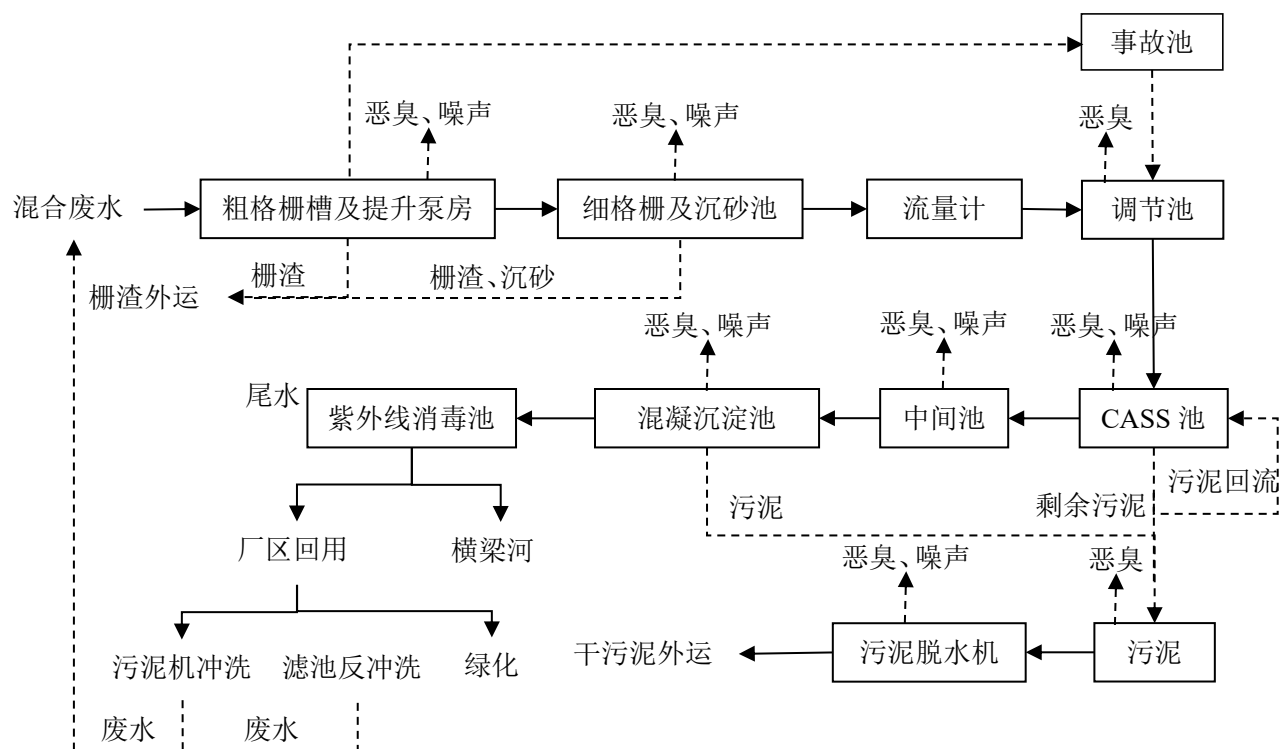 事故池
恶臭、噪声
恶臭、噪声
恶臭
混合废水
粗格栅槽及提升泵房
细格栅及沉砂池
流量计
调节池
栅渣
栅渣、沉砂
栅渣外运
恶臭、噪声
恶臭、噪声
恶臭、噪声
尾水
紫外线消毒池
混凝沉淀池
中间池
CASS 池
污泥回流
污泥
剩余污泥
厂区回用
横梁河
恶臭、噪声
恶臭
干污泥外运
污泥脱水机
污泥
污泥机冲洗
滤池反冲洗
绿化
废水
废水